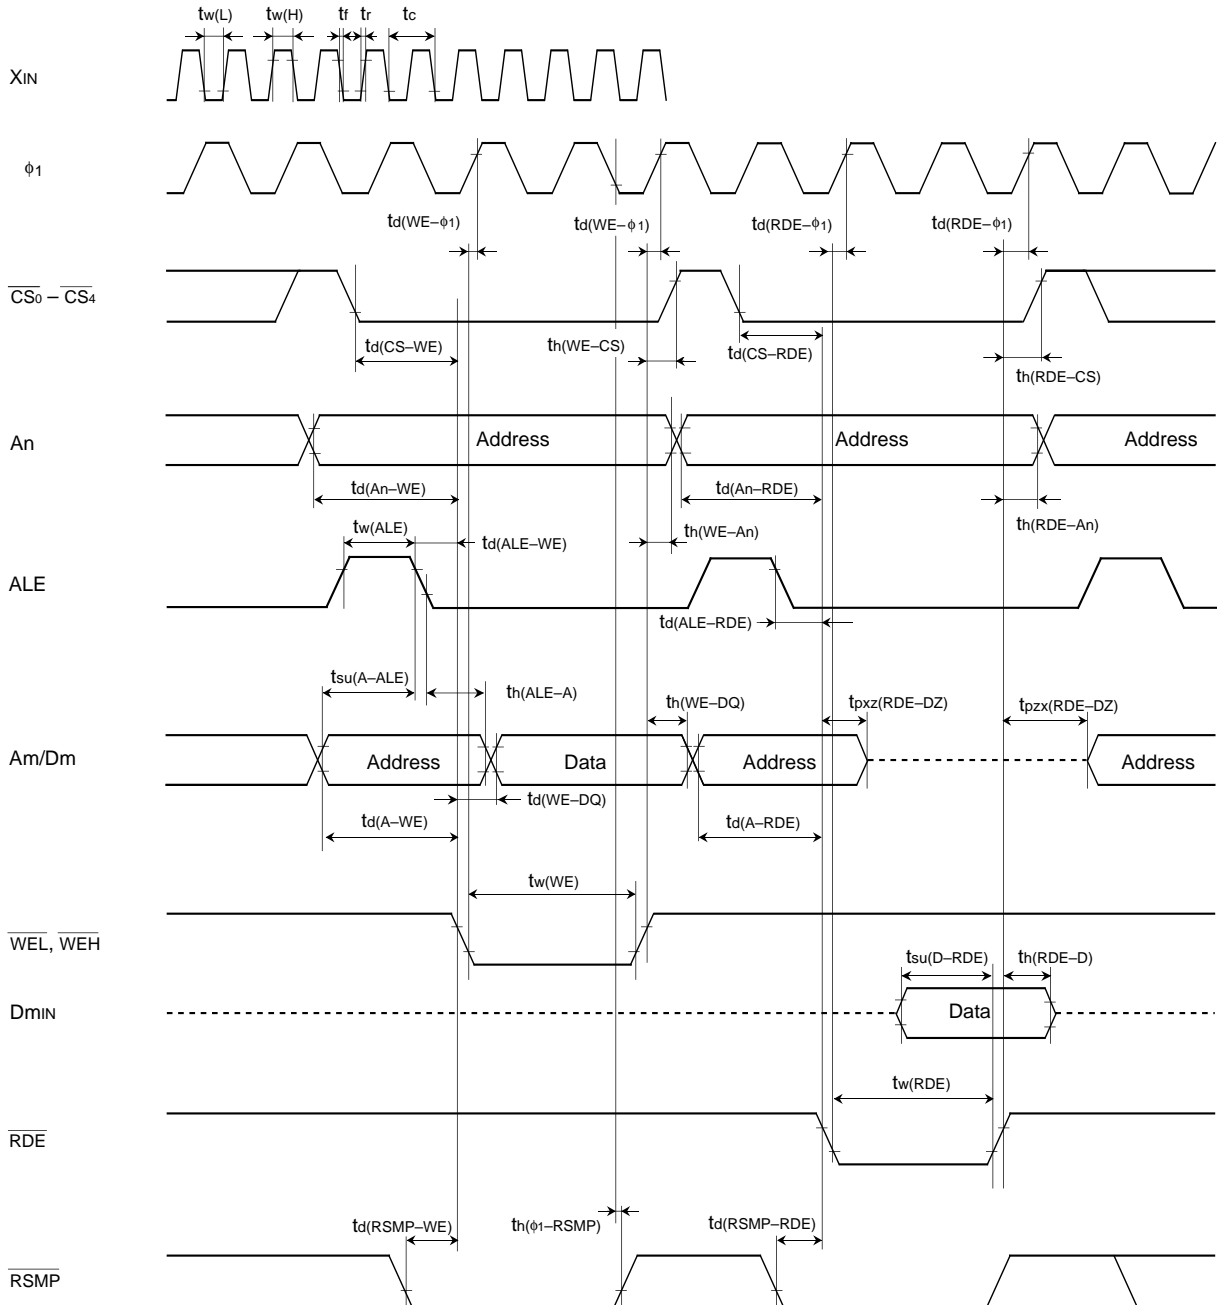 tw(L) tw(H) tf tr tc
XIN
ϕ1
td(WE–ϕ1) td(WE–ϕ1) td(RDE–ϕ1) td(RDE–ϕ1)
CS0 – CS4
td(CS–WE) th(WE–CS) td(CS–RDE) th(RDE–CS)
An Address Address Address
td(An–WE) td(An–RDE)
tw(ALE) td(ALE–WE) th(WE–An) th(RDE–An)
ALE
td(ALE–RDE)
tsu(A–ALE) th(ALE–A) th(WE–DQ) tpxz(RDE–DZ) tpzx(RDE–DZ)
Am/Dm Address Data Address Address
td(WE–DQ)
td(A–WE) td(A–RDE)
tw(WE)
WEL, WEH
tsu(D–RDE) th(RDE–D)
DmIN Data
tw(RDE)
RDE
td(RSMP–WE) th(ϕ1–RSMP) td(RSMP–RDE)
RSMP